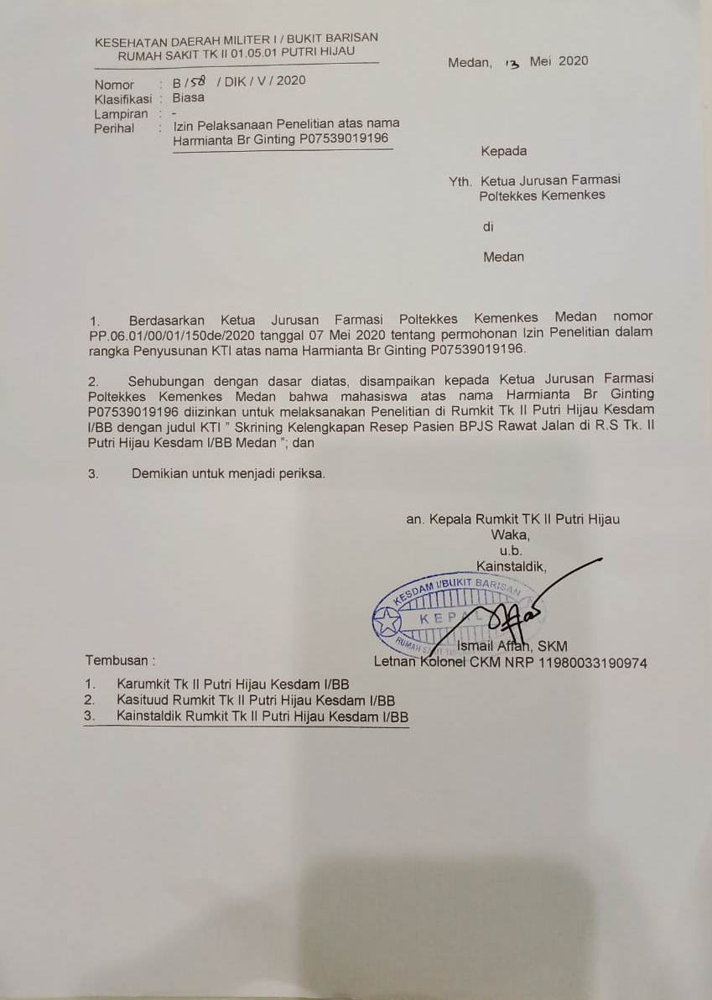 KESEHATAN DAERAH MILITER I / BUKIT BARISAN
RUMAH SAKIT TK II 01.05.01 PUTRI HIJAU
Medan, 13 Mei 2020
Nomor : B /58 / DIK / V / 2020
Klasifikasi : Biasa
Lampiran : -
Perihal : Izin Pelaksanaan Penelitian atas nama
Harmianta Br Ginting P07539019196
Kepada
Yth. Ketua Jurusan Farmasi
Poltekkes Kemenkes
di
Medan
1. Berdasarkan Ketua Jurusan Farmasi Poltekkes Kemenkes Medan nomor
PP.06.01/00/01/150de/2020 tanggal 07 Mei 2020 tentang permohonan Izin Penelitian dalam
rangka Penyusunan KTI atas nama Harmianta Br Ginting P07539019196.
2. Sehubungan dengan dasar diatas, disampaikan kepada Ketua Jurusan Farmasi
Poltekkes Kemenkes Medan bahwa mahasiswa atas nama Harmianta Br Ginting
P07539019196 diizinkan untuk melaksanakan Penelitian di Rumkit Tk II Putri Hijau Kesdam
I/BB dengan judul KTI " Skrining Kelengkapan Resep Pasien BPJS Rawat Jalan di R.S Tk. II
Putri Hijau Kesdam I/BB Medan "; dan
3. Demikian untuk menjadi periksa.
an. Kepala Rumkit TK II Putri Hijau
Waka,
u.b.
Kainstaldik,
KESDAM I/BUKIT BARISAN
KEPAL
RUMAH
Ismail Affah, SKM
Letnan Kolonel CKM NRP 11980033190974
Tembusan :
1. Karumkit Tk II Putri Hijau Kesdam I/BB
2. Kasituud Rumkit Tk II Putri Hijau Kesdam I/BB
3. Kainstaldik Rumkit Tk II Putri Hijau Kesdam I/BB